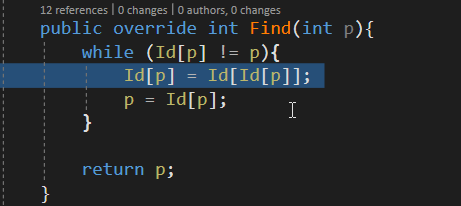 12 references | 0 changes | 0 authors, 0 changes
public override int Find(int p){
while (Id[p] != p){
Id[p] = Id[Id[p]];
p = Id[p];
}
return p;
}